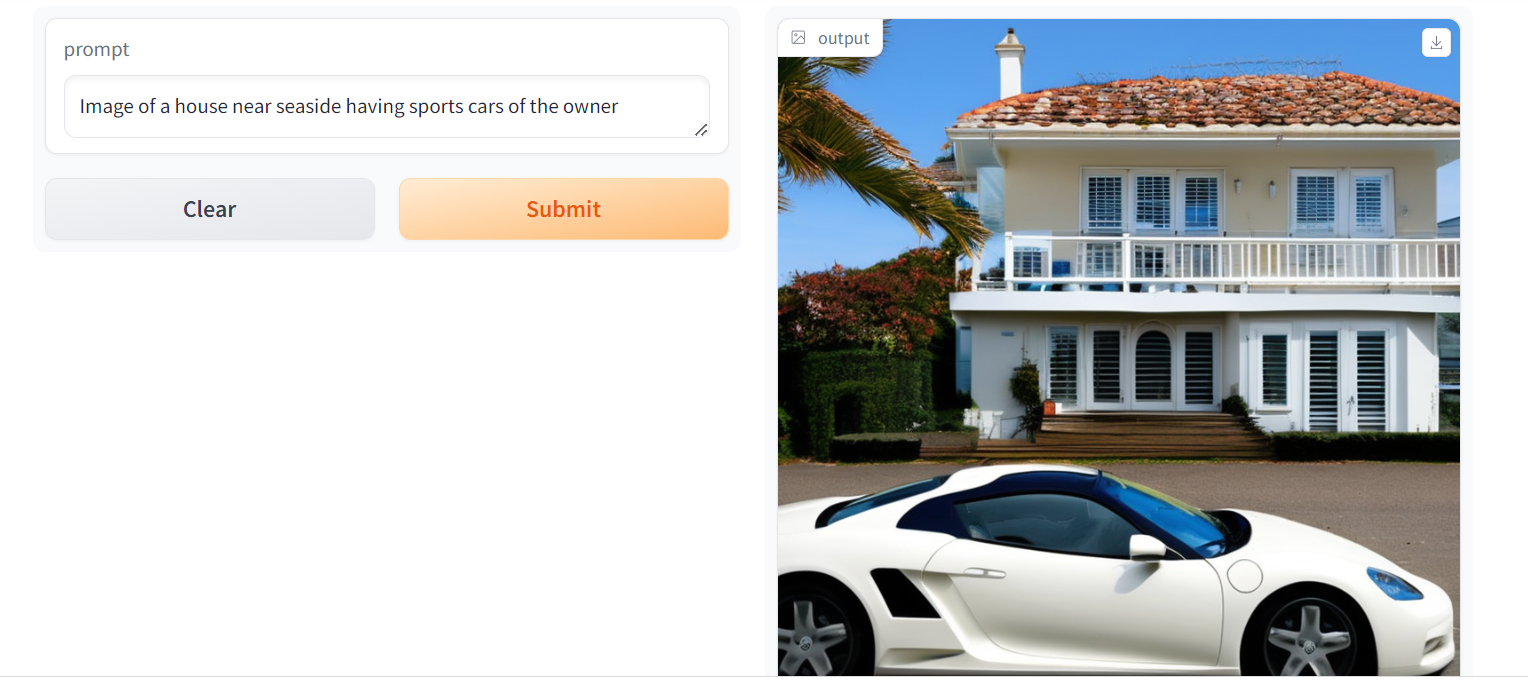 prompt
Image of a house near seaside having sports cars of the owner
Clear
Submit
output